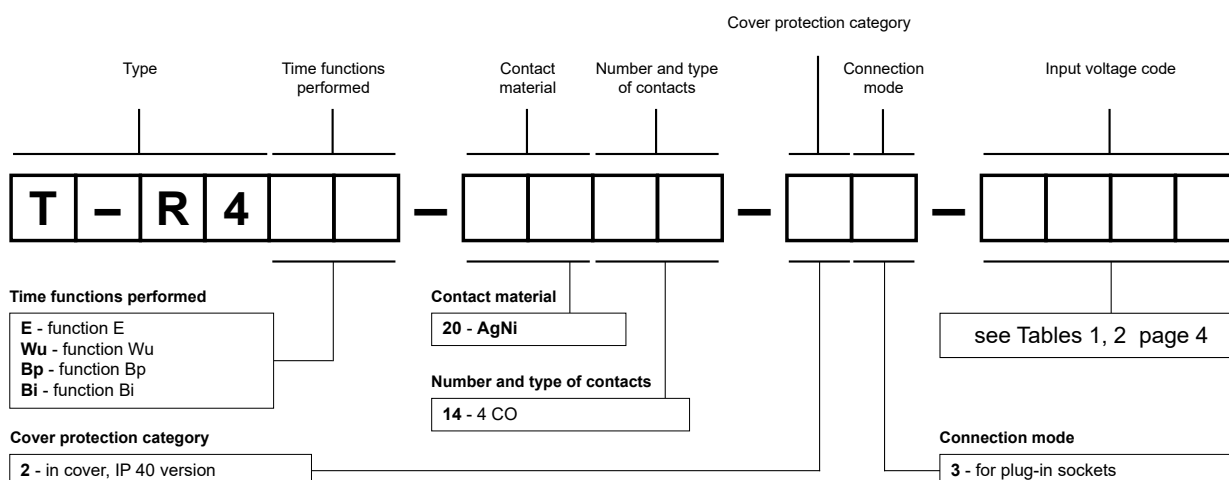 Cover protection category
Type
Time functions
performed
Contact
material
Number and type
of contacts
Connection
mode
Input voltage code
T – R 4 – – –
Time functions performed
E - function E
Wu - function Wu
Bp - function Bp
Bi - function Bi
Contact material
20 - AgNi
see Tables 1, 2 page 4
Number and type of contacts
14 - 4 CO
Cover protection category
2 - in cover, IP 40 version
Connection mode
3 - for plug-in sockets